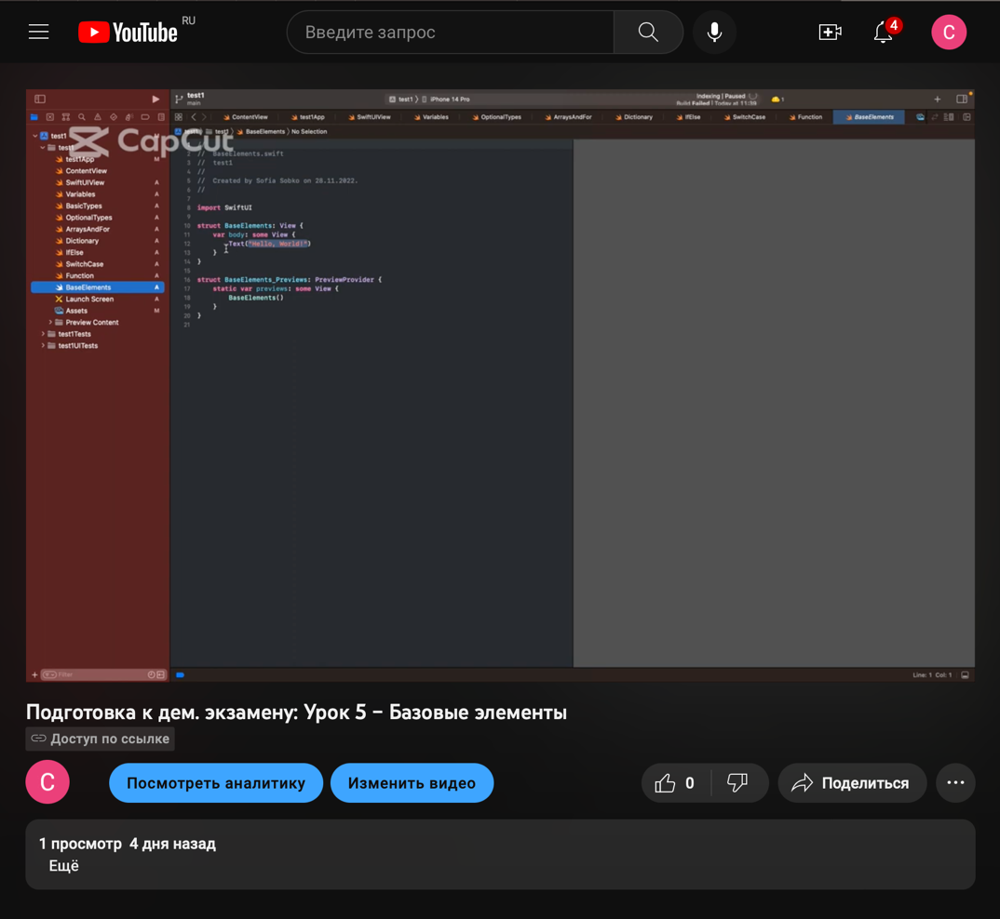 YouTube RU
Введите запрос
4
C
test1
main
test1 〉 iPhone 14 Pro
Indexing | Paused
Build Failed | Today at 11:39
1
ContentView test1App SwiftUIView Variables OptionalTypes ArraysAndFor Dictionary IfElse SwitchCase Function BaseElements
test1 〉 test1 〉 BaseElements 〉 No Selection
CapCut
test1
test1
test1App M
ContentView
SwiftUIView A
Variables A
BasicTypes A
OptionalTypes A
ArraysAndFor A
Dictionary A
IfElse A
SwitchCase A
Function A
BaseElements A
Launch Screen A
Assets M
Preview Content
test1Tests
test1UITests
Filter
2 // BaseElements.swift
3 // test1
4 //
5 // Created by Sofia Sobko on 28.11.2022.
6 //
7
8 import SwiftUI
9
10 struct BaseElements: View {
11 var body: some View {
12 Text("Hello, World!")
13 }
14 }
15
16 struct BaseElements_Previews: PreviewProvider {
17 static var previews: some View {
18 BaseElements()
19 }
20 }
21
Line: 1 Col: 1
Подготовка к дем. экзамену: Урок 5 – Базовые элементы
Доступ по ссылке
C
Посмотреть аналитику
Изменить видео
0
Поделиться
1 просмотр 4 дня назад
Ещё